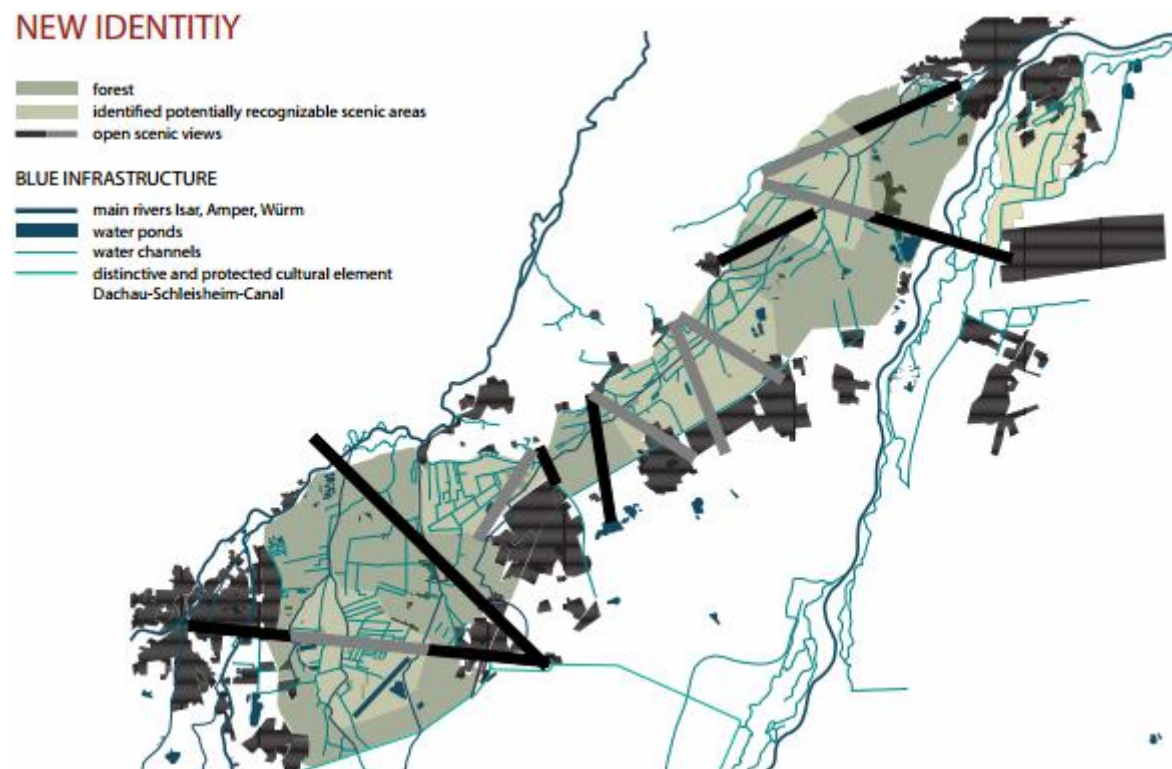 NEW IDENTITIY
forest
identified potentially recognizable scenic areas
open scenic views
BLUE INFRASTRUCTURE
main rivers Isar, Amper, Würm
water ponds
water channels
distinctive and protected cultural element
Dachau-Schleisheim-Canal